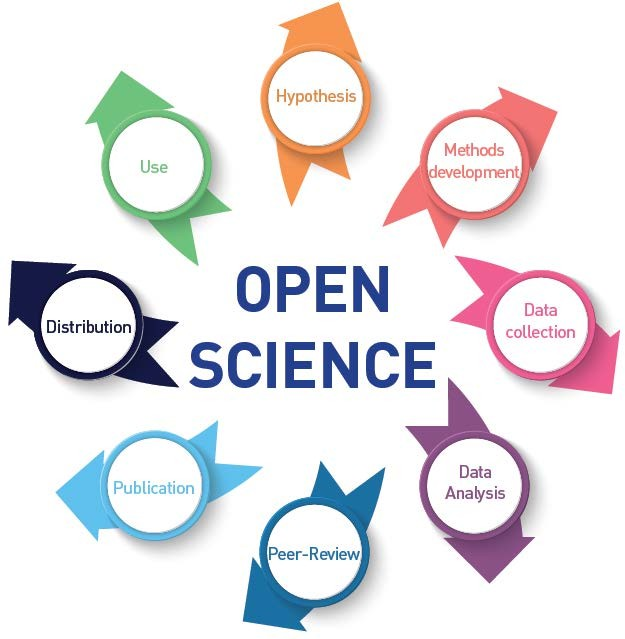 Hypothesis
Methods
development
Data
collection
Data
Analysis
Peer-Review
Publication
Distribution
Use
OPEN
SCIENCE